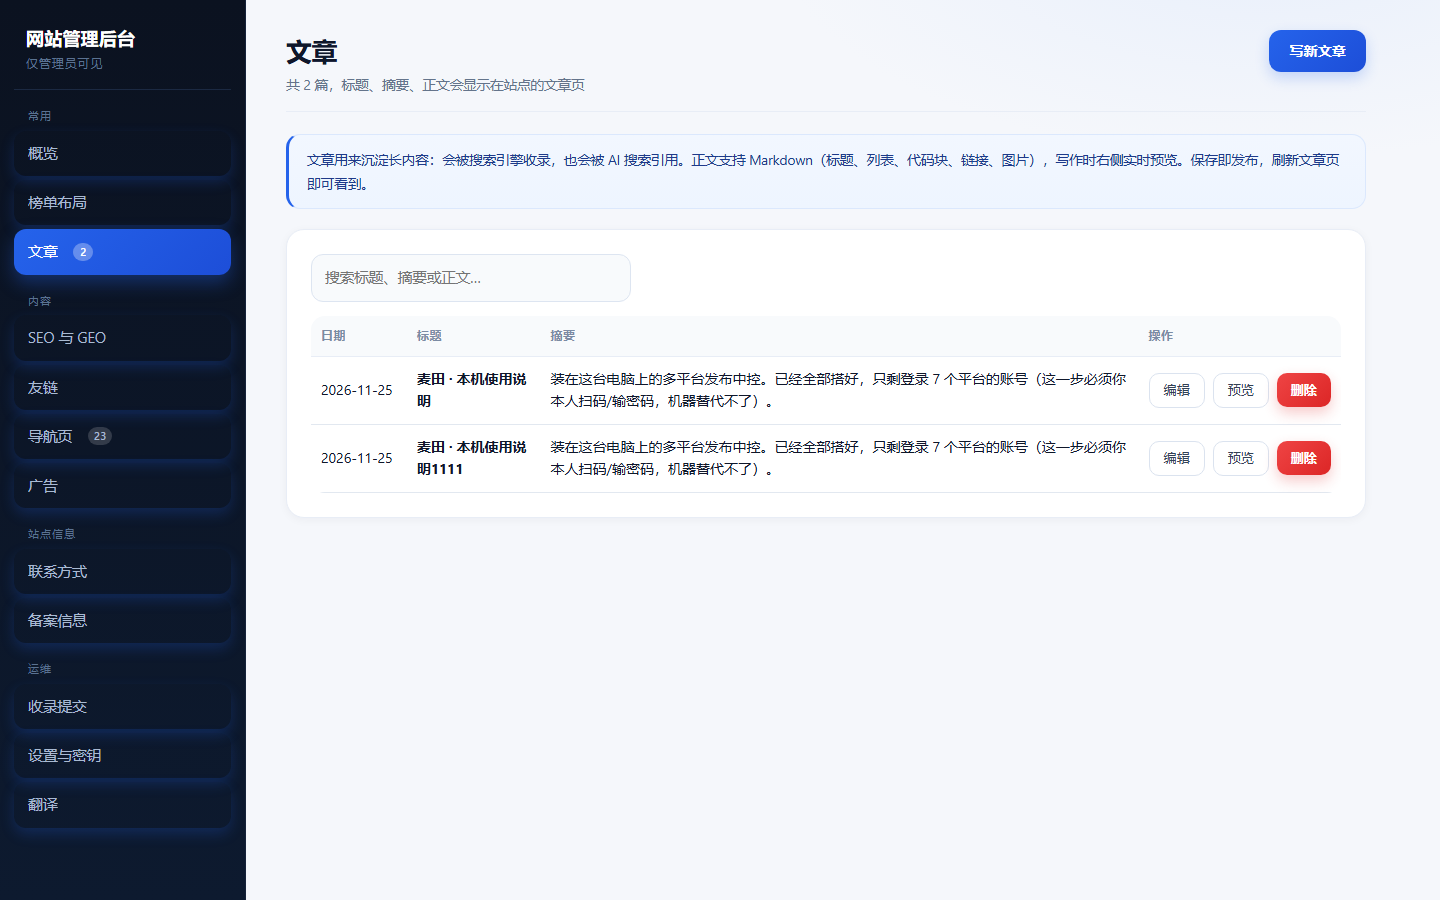 网站管理后台
仅管理员可见
常用
概览
榜单布局
文章 2
内容
SEO 与 GEO
友链
导航页 23
广告
站点信息
联系方式
备案信息
运维
收录提交
设置与密钥
翻译
文章
共 2 篇，标题、摘要、正文会显示在站点的文章页
写新文章
文章用来沉淀长内容：会被搜索引擎收录，也会被 AI 搜索引用。正文支持 Markdown（标题、列表、代码块、链接、图片），写作时右侧实时预览。保存即发布，刷新文章页
即可看到。
搜索标题、摘要或正文...
日期 标题 摘要 操作
2026-11-25
麦田 · 本机使用说
明
装在这台电脑上的多平台发布中控。已经全部搭好，只剩登录 7 个平台的账号（这一步必须你
本人扫码/输密码，机器替代不了）。
编辑 预览 删除
2026-11-25
麦田 · 本机使用说
明1111
装在这台电脑上的多平台发布中控。已经全部搭好，只剩登录 7 个平台的账号（这一步必须你
本人扫码/输密码，机器替代不了）。
编辑 预览 删除